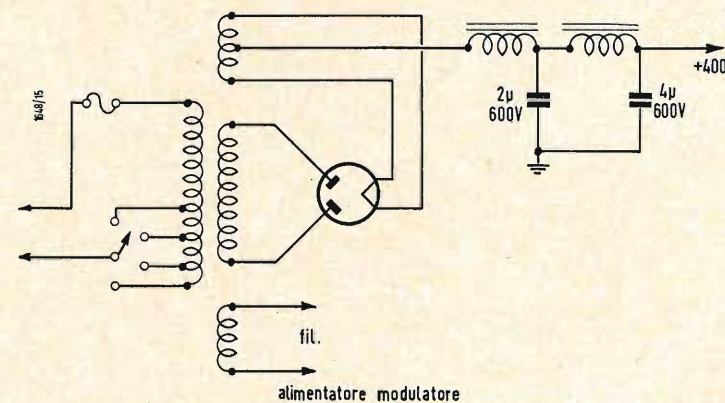 1648/15
+400
2μ
600V
4μ
600V
fil.
alimentatore modulatore